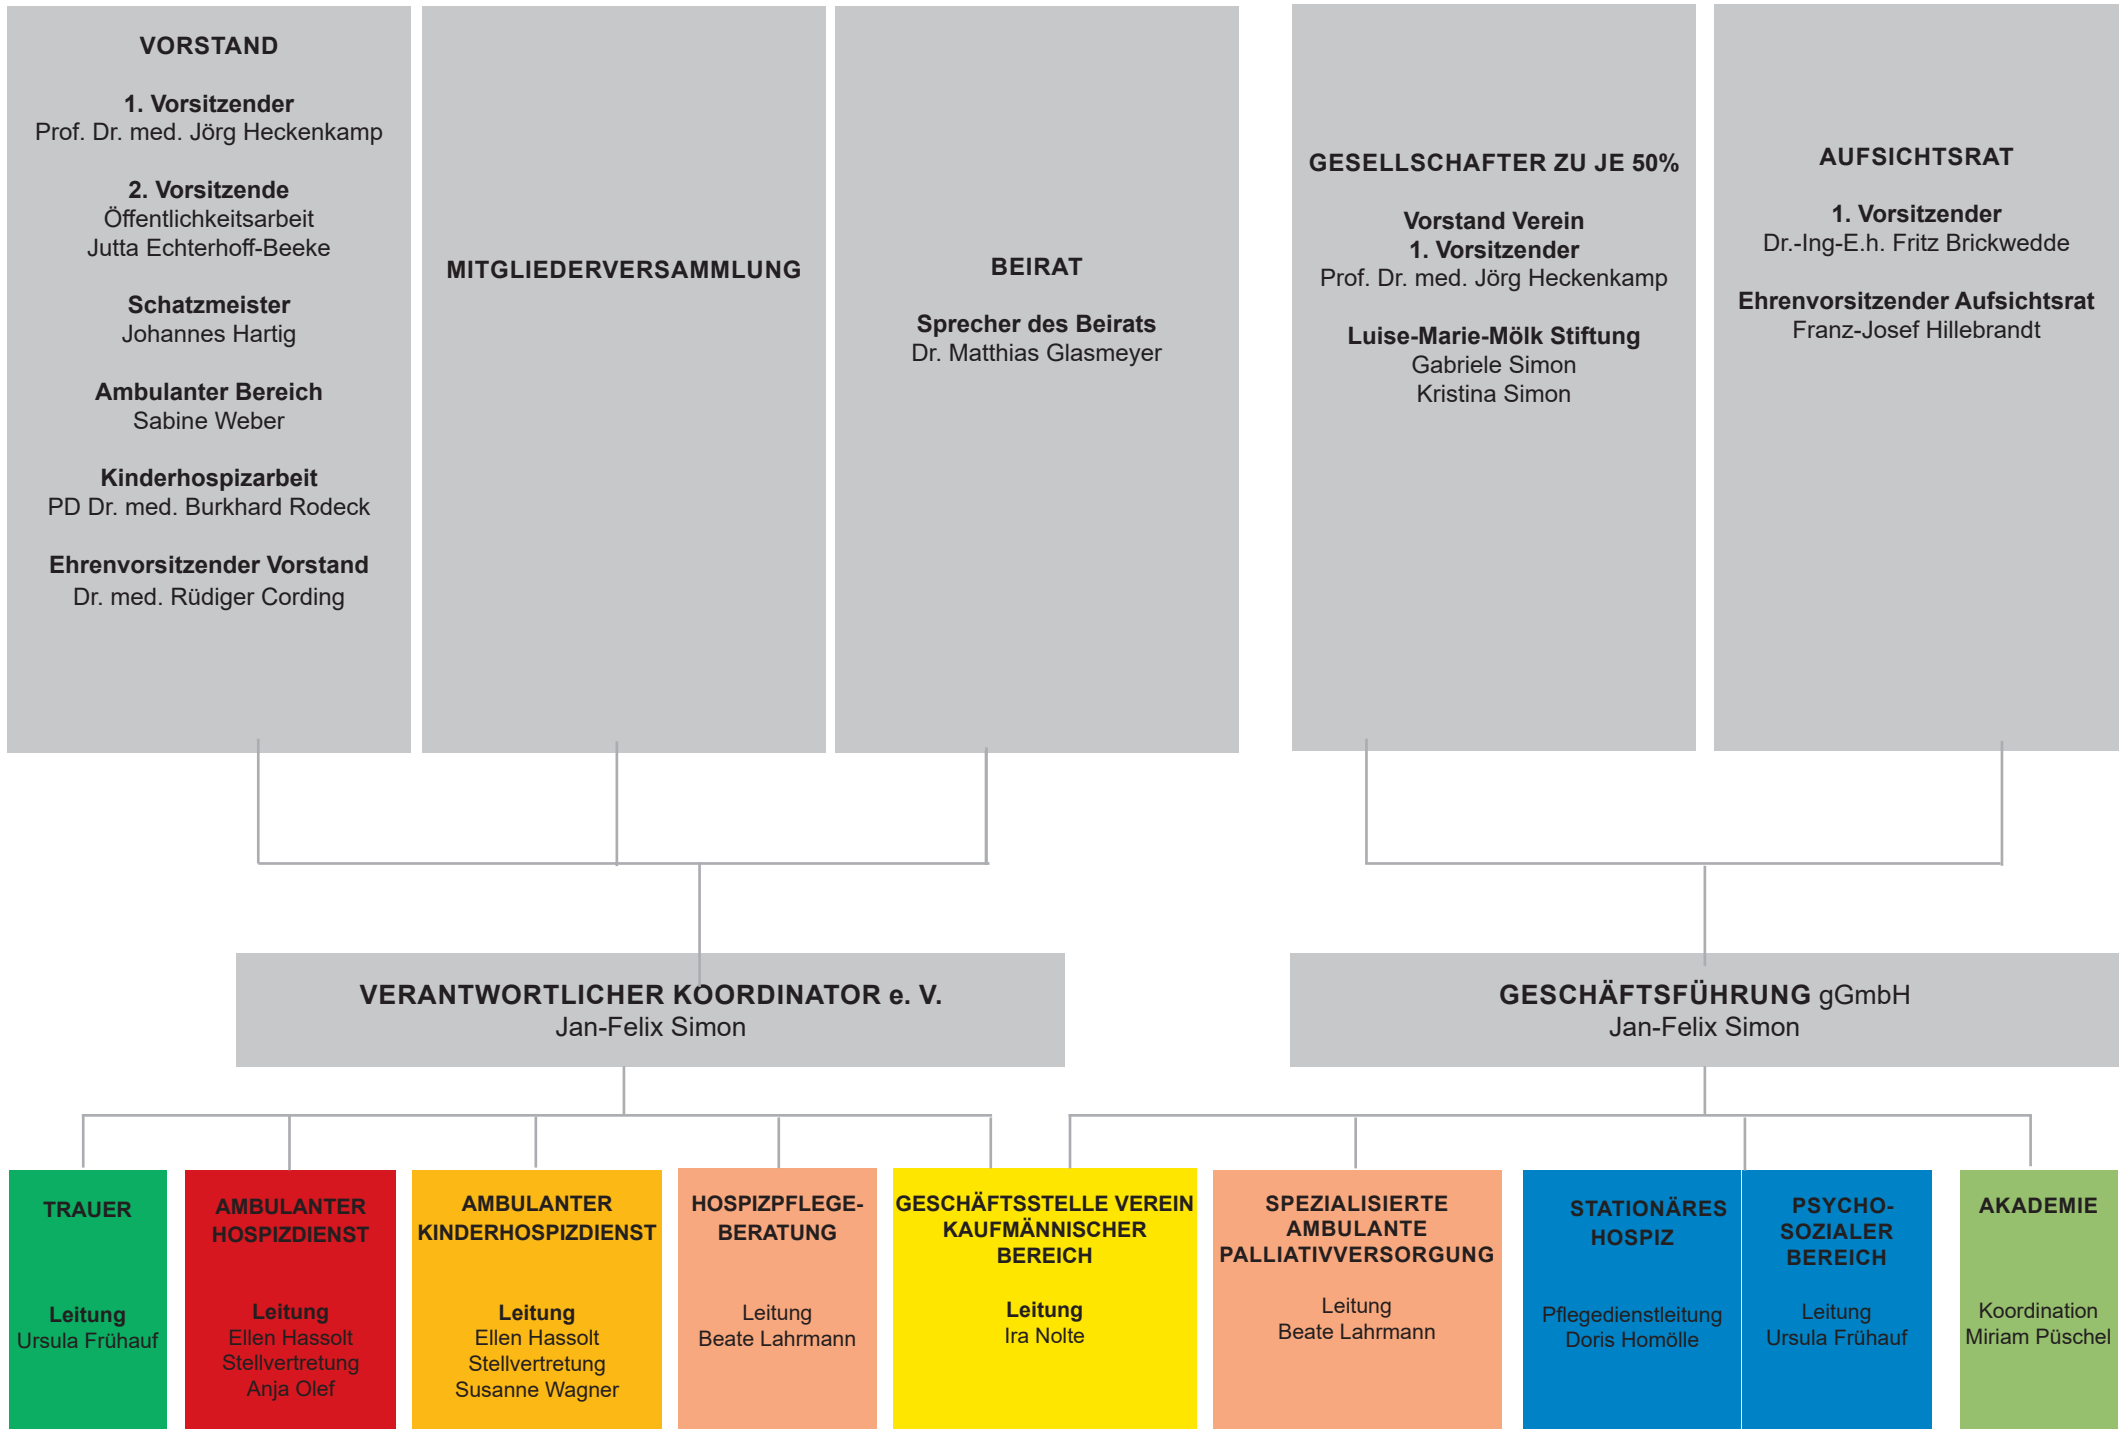 VORSTAND
1. Vorsitzender
Prof. Dr. med. Jörg Heckenkamp
2. Vorsitzende
Öffentlichkeitsarbeit
Jutta Echterhoff-Beeke
Schatzmeister
Johannes Hartig
Ambulanter Bereich
Sabine Weber
Kinderhospizarbeit
PD Dr. med. Burkhard Rodeck
Ehrenvorsitzender Vorstand
Dr. med. Rüdiger Cording
MITGLIEDERVERSAMMLUNG
BEIRAT
Sprecher des Beirats
Dr. Matthias Glasmeyer
GESELLSCHAFTER ZU JE 50%
Vorstand Verein
1. Vorsitzender
Prof. Dr. med. Jörg Heckenkamp
Luise-Marie-Mölk Stiftung
Gabriele Simon
Kristina Simon
AUFSICHTSRAT
1. Vorsitzender
Dr.-Ing-E.h. Fritz Brickwedde
Ehrenvorsitzender Aufsichtsrat
Franz-Josef Hillebrandt
VERANTWORTLICHER KOORDINATOR e. V.
Jan-Felix Simon
GESCHÄFTSFÜHRUNG gGmbH
Jan-Felix Simon
TRAUER
Leitung
Ursula Frühauf
AMBULANTER
HOSPIZDIENST
Leitung
Ellen Hassolt
Stellvertretung
Anja Olef
AMBULANTER
KINDERHOSPIZDIENST
Leitung
Ellen Hassolt
Stellvertretung
Susanne Wagner
HOSPIZPFLEGE-
BERATUNG
Leitung
Beate Lahrmann
GESCHÄFTSSTELLE VEREIN
KAUFMÄNNISCHER
BEREICH
Leitung
Ira Nolte
SPEZIALISIERTE
AMBULANTE
PALLIATIVVERSORGUNG
Leitung
Beate Lahrmann
STATIONÄRES
HOSPIZ
Pflegedienstleitung
Doris Homölle
PSYCHO-
SOZIALER
BEREICH
Leitung
Ursula Frühauf
AKADEMIE
Koordination
Miriam Püschel